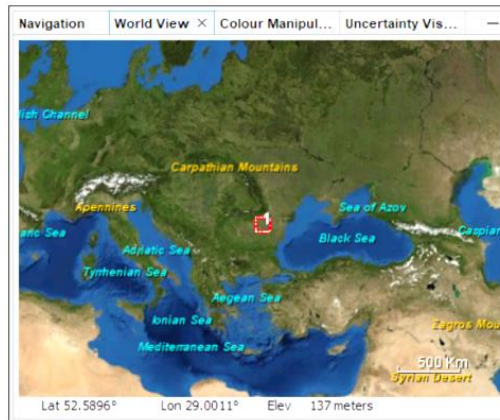 Navigation World View × Colour Manipul... Uncertainty Vis...
lish Channel
Carpathian Mountains
Apennines
Sea of Azov
Caspian
Black Sea
Adriatic Sea
Tyrrhenian Sea
Aegean Sea
Ionian Sea
Mediterranean Sea
Zagros Mou
500 Km
Syrian Desert
Lat 52.5896° Lon 29.0011° Elev 137 meters